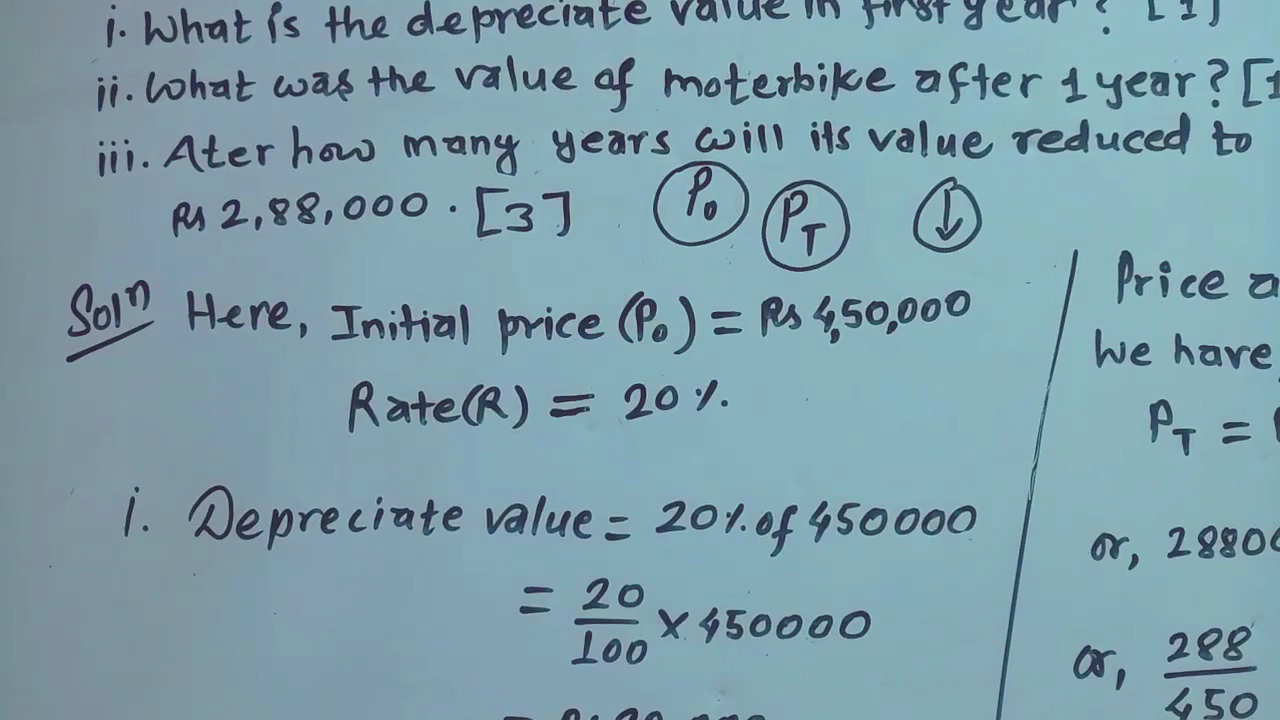 i. What is the depreciate value in first year? [1]
ii. What was the value of moterbike after 1 year? [1
iii. Ater how many years will its value reduced to
Rs 2,88,000. [3] P₀ P_T ↓
Solⁿ Here, Initial price (P₀) = Rs 4,50,000
Rate(R) = 20%.
i. Depreciate value = 20% of 450000
= 20/100 × 450000
Price a
We have,
P_T =
or, 2880
or, 288/450